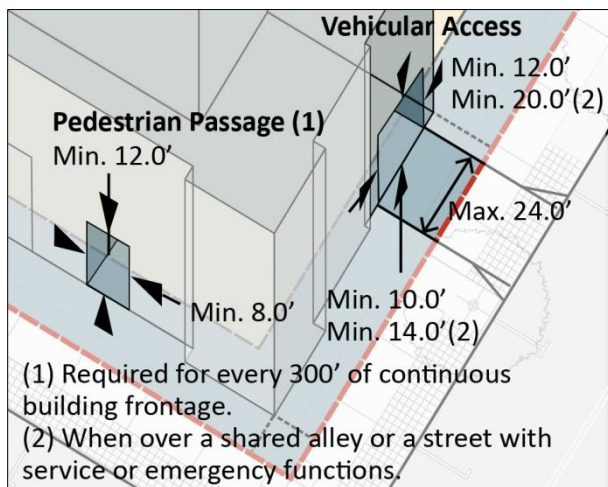 Vehicular Access
Min. 12.0’
Min. 20.0’(2)
Pedestrian Passage (1)
Min. 12.0’
Max. 24.0’
Min. 8.0’
Min. 10.0’
Min. 14.0’(2)
(1) Required for every 300’ of continuous
building frontage.
(2) When over a shared alley or a street with
service or emergency functions.